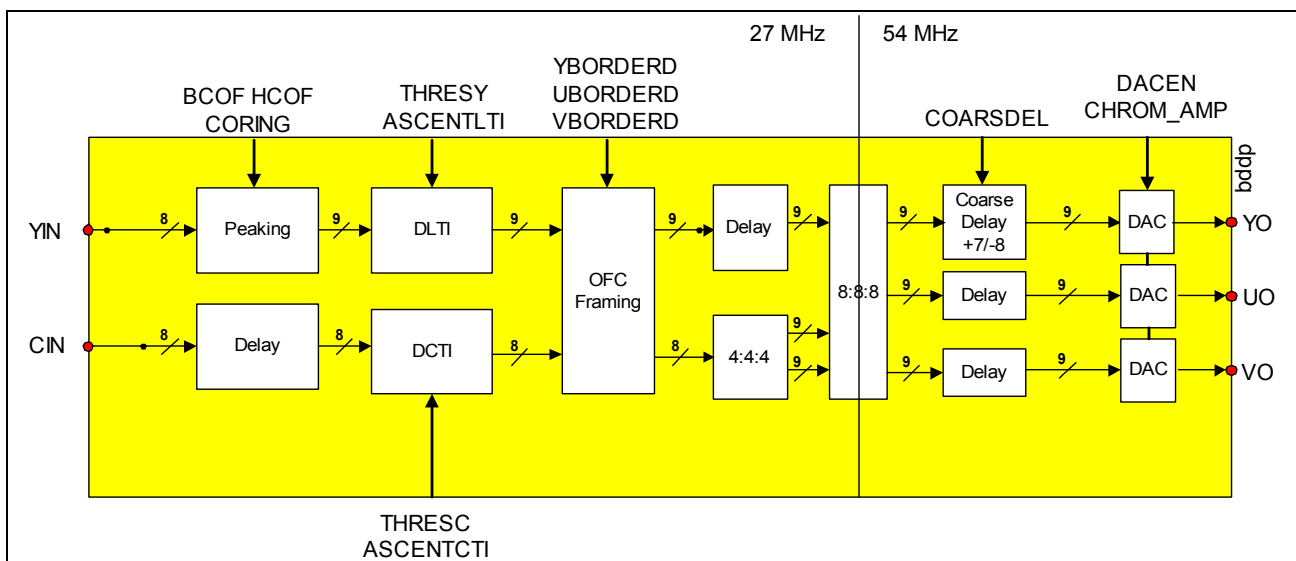 27 MHz
54 MHz
BCOF HCOF
CORING
THRESY
ASCENTLTI
YBORDERD
UBORDERD
VBORDERD
COARSDEL
DACEN
CHROM_AMP
bddp
YIN
8
Peaking
9
DLTI
9
OFC
Framing
9
Delay
9
8:8:8
9
Coarse
Delay
+7/-8
9
DAC
YO
9
Delay
9
DAC
UO
CIN
8
Delay
8
DCTI
8
8
4:4:4
9
9
9
Delay
9
DAC
VO
THRESC
ASCENTCTI